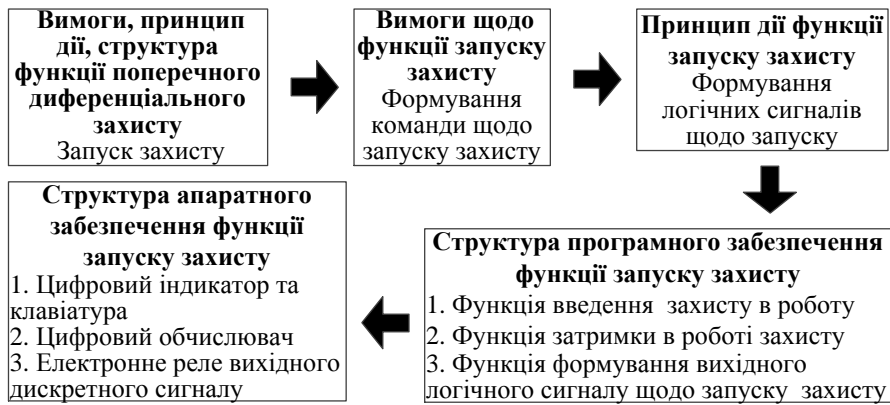 Вимоги, принцип
дії, структура
функції поперечного
диференціального
захисту
Запуск захисту
Вимоги щодо
функції запуску
захисту
Формування
команди щодо
запуску захисту
Принцип дії функції
запуску захисту
Формування
логічних сигналів
щодо запуску
Структура програмного забезпечення
функції запуску захисту
1. Функція введення захисту в роботу
2. Функція затримки в роботі захисту
3. Функція формування вихідного
логічного сигналу щодо запуску захисту
Структура апаратного
забезпечення функції
запуску захисту
1. Цифровий індикатор та
клавіатура
2. Цифровий обчислювач
3. Електронне реле вихідного
дискретного сигналу